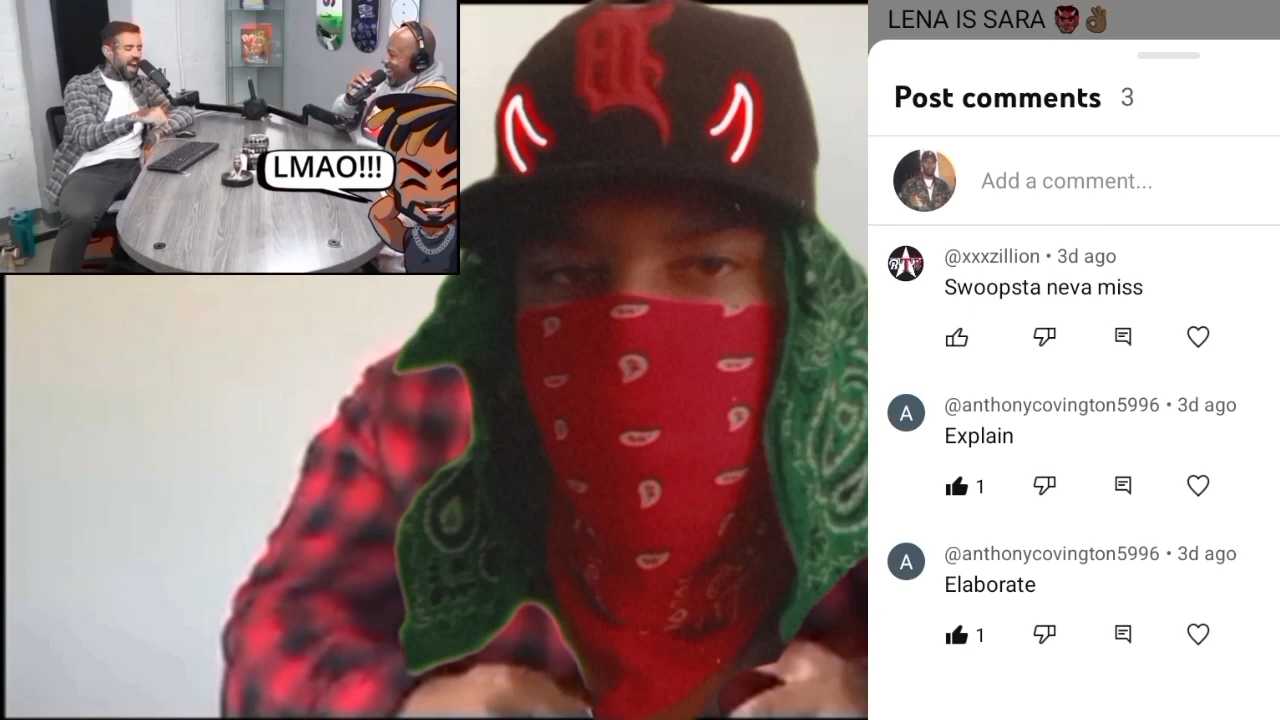 LMAO!!!
LENA IS SARA
Post comments 3
Add a comment...
@xxxzillion • 3d ago
Swoopsta neva miss
A
@anthonycovington5996 • 3d ago
Explain
1
A
@anthonycovington5996 • 3d ago
Elaborate
1